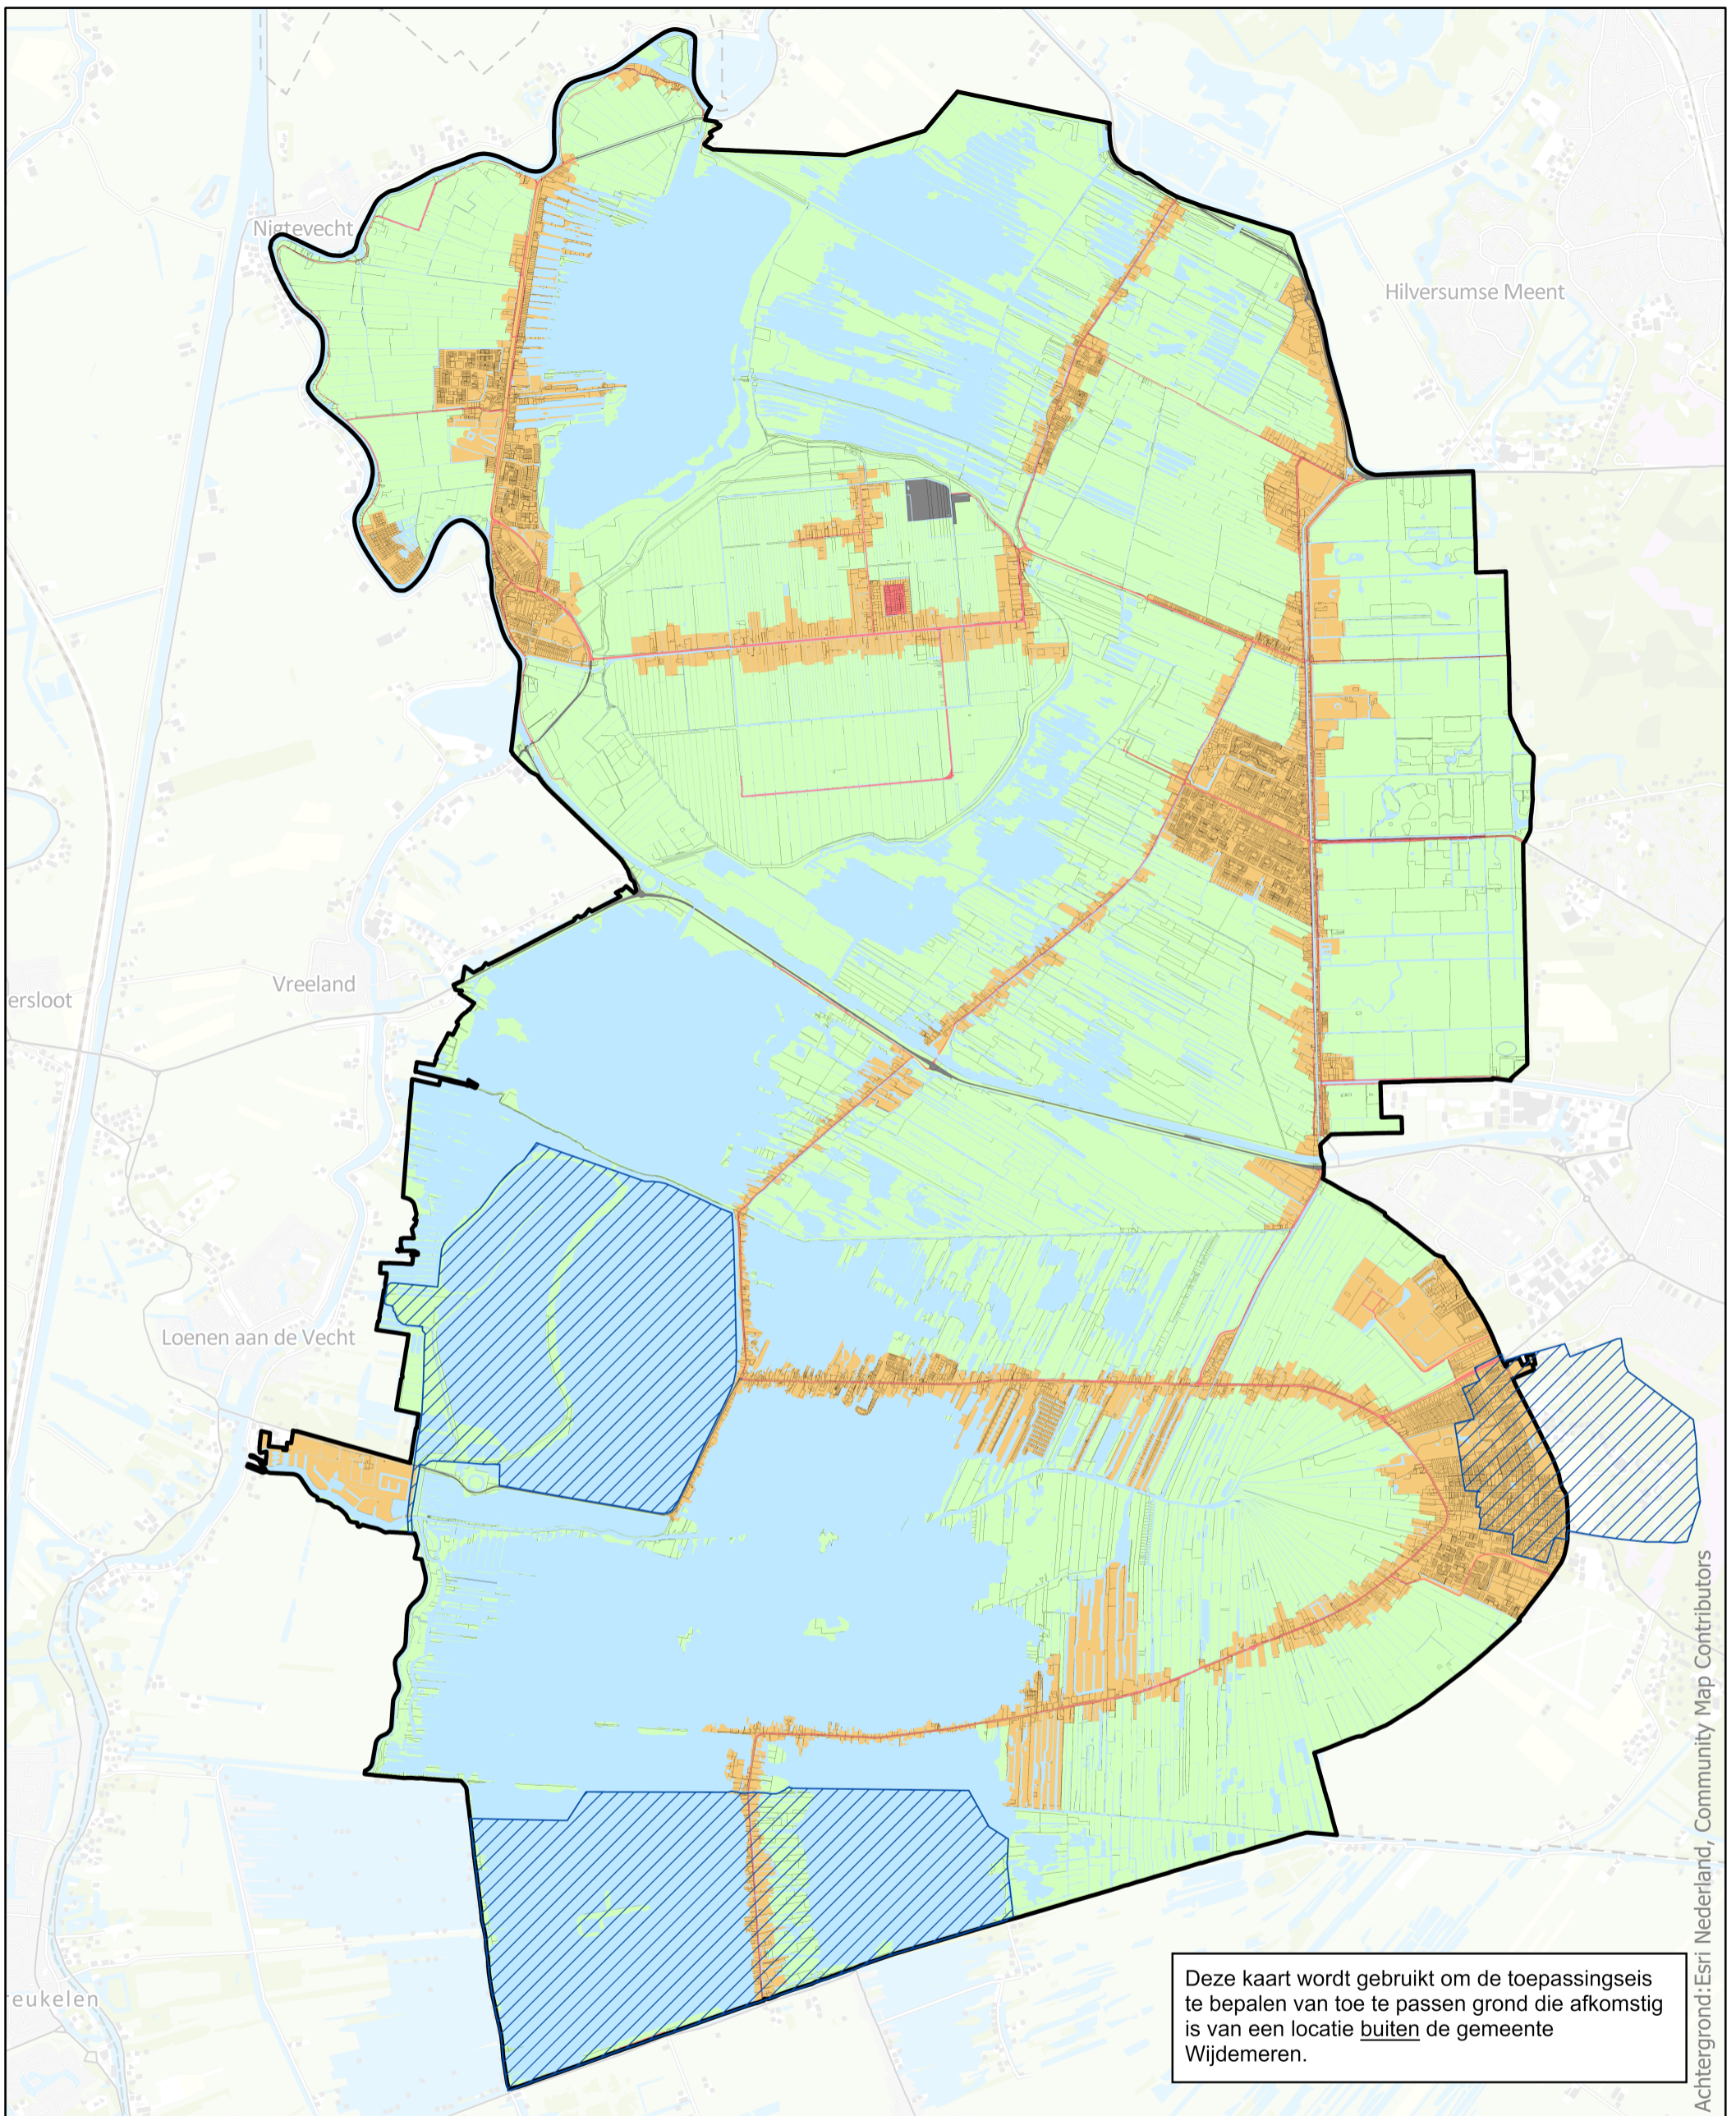 Nigtevecht
Hilversumse Meent
Vreeland
ersloot
Loenen aan de Vecht
reukelen
Deze kaart wordt gebruikt om de toepassingseis
te bepalen van toe te passen grond die afkomstig
is van een locatie buiten de gemeente
Wijdemeren.
Achtergrond:Esri Nederland, Community Map Contributors